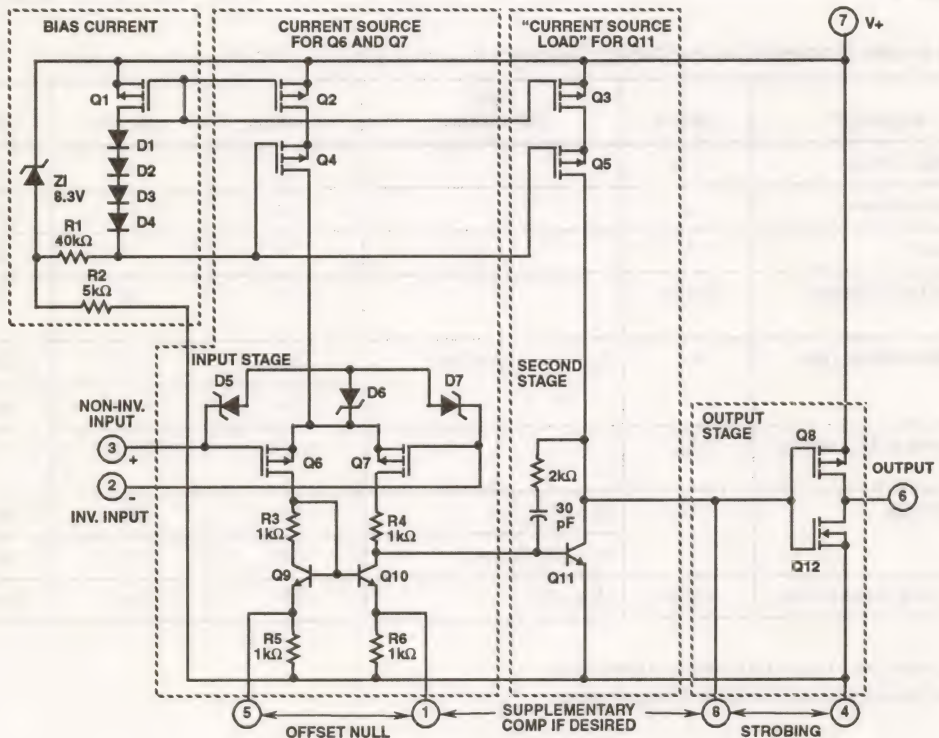 BIAS CURRENT
CURRENT SOURCE
FOR Q6 AND Q7
“CURRENT SOURCE
LOAD” FOR Q11
7
V+
Q1
Q2
Q3
D1
D2
D3
D4
Q4
Q5
ZI
8.3V
R1
40kΩ
R2
5kΩ
INPUT STAGE
D5
D6
D7
SECOND
STAGE
NON-INV.
INPUT
3
+
2
-
INV. INPUT
Q6
Q7
2kΩ
30
pF
OUTPUT
STAGE
Q8
OUTPUT
6
Q12
R3
1kΩ
R4
1kΩ
Q9
Q10
Q11
R5
1kΩ
R6
1kΩ
5
1
SUPPLEMENTARY
COMP IF DESIRED
8
4
OFFSET NULL
STROBING